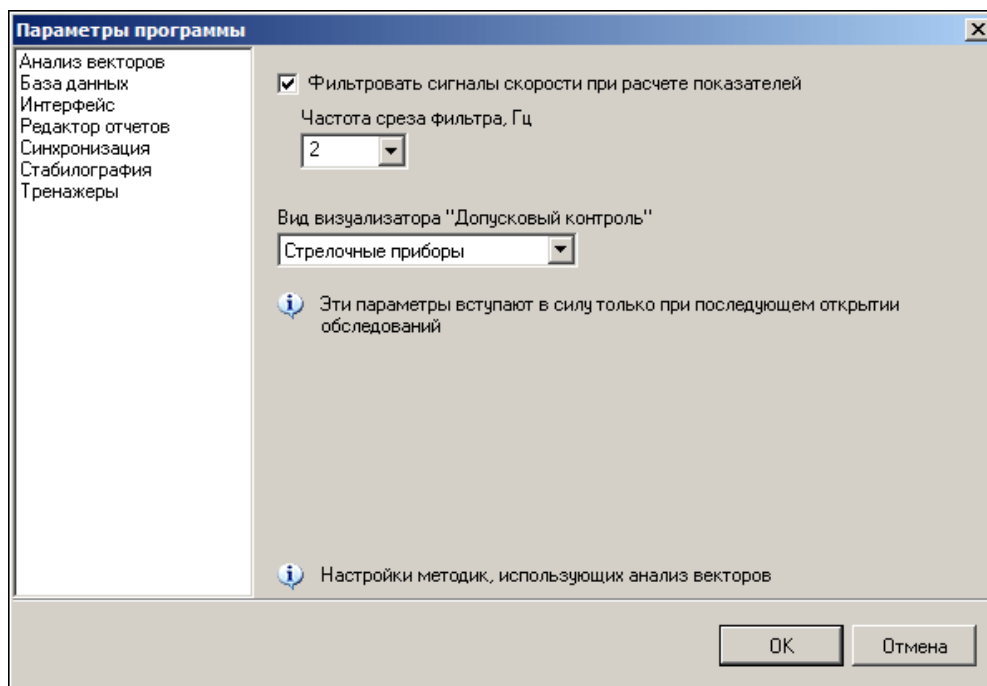 Параметры программы
Анализ векторов
База данных
Интерфейс
Редактор отчетов
Синхронизация
Стабилография
Тренажеры
Фильтровать сигналы скорости при расчете показателей
Частота среза фильтра, Гц
2
Вид визуализатора "Допусковый контроль"
Стрелочные приборы
Эти параметры вступают в силу только при последующем открытии
обследований
Настройки методик, использующих анализ векторов
OK
Отмена